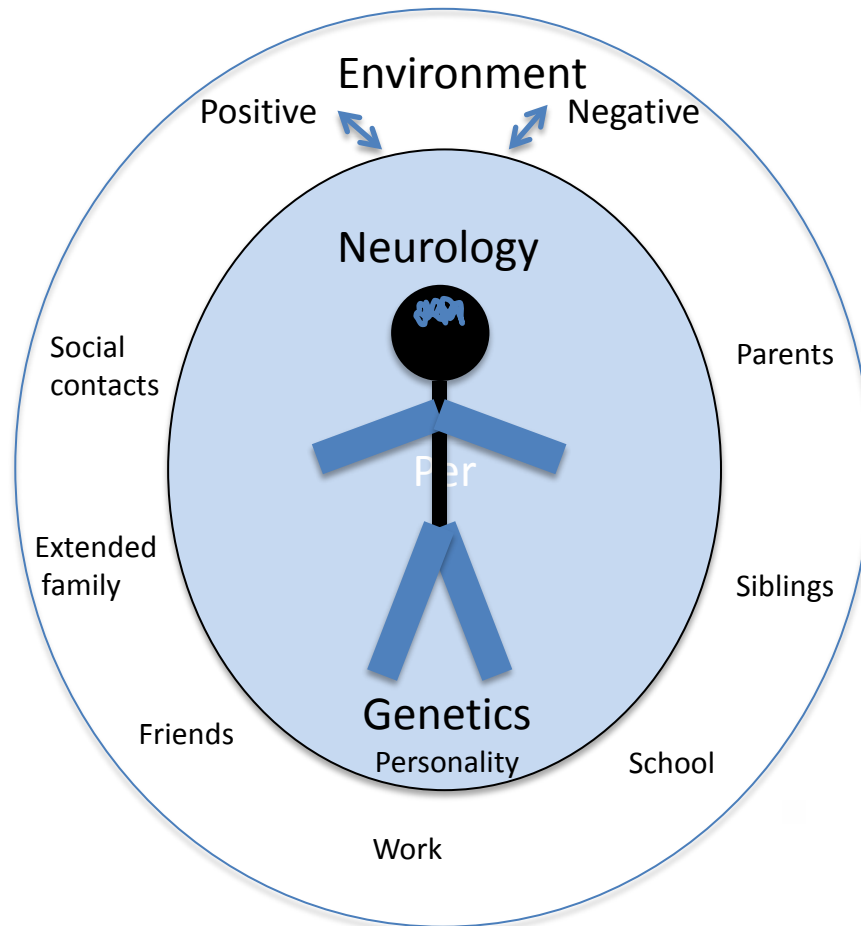 Environment
Positive
Negative
Neurology
Social
contacts
Parents
Per
Extended
family
Siblings
Genetics
Friends
Personality
School
Work